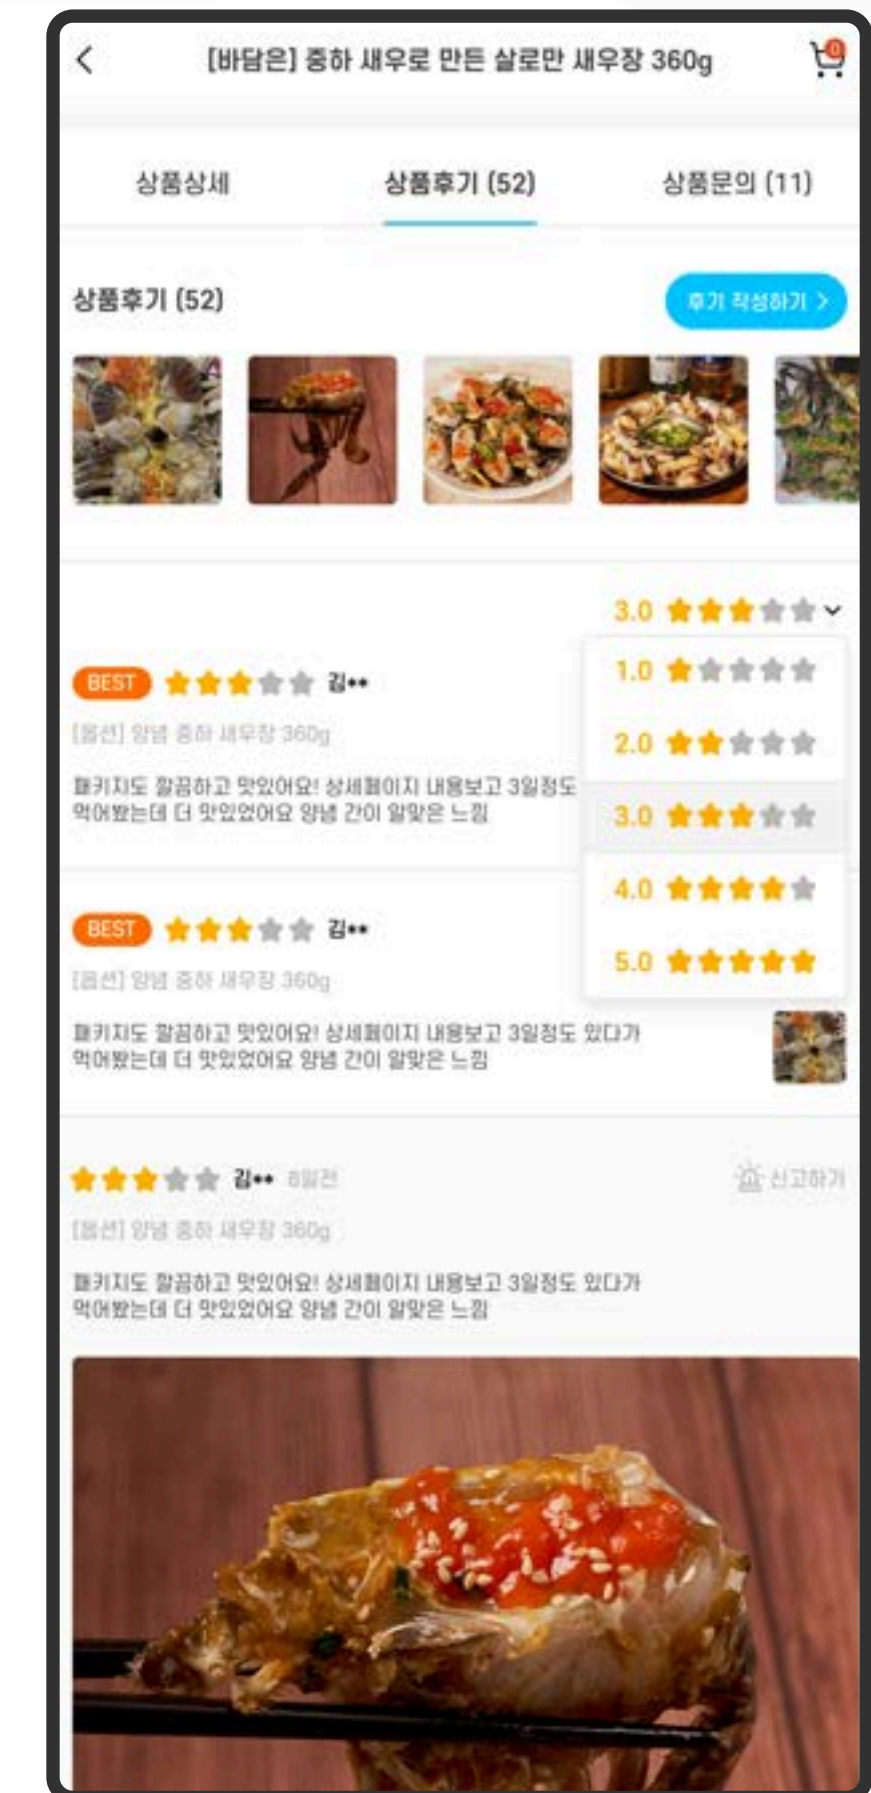 [바담은] 중하 새우로 만든 살로만 새우장 360g
0
상품상세
상품후기 (52)
상품문의 (11)
상품후기 (52)
후기 작성하기
3.0
1.0
2.0
3.0
4.0
5.0
BEST 김**
[옵션] 양념 중하 새우장 360g
패키지도 깔끔하고 맛있어요! 상세페이지 내용보고 3일정도
먹어봤는데 더 맛있었어요 양념 간이 알맞은 느낌
BEST 김**
[옵션] 양념 중하 새우장 360g
패키지도 깔끔하고 맛있어요! 상세페이지 내용보고 3일정도 있다가
먹어봤는데 더 맛있었어요 양념 간이 알맞은 느낌
김** 8일전
신고하기
[옵션] 양념 중하 새우장 360g
패키지도 깔끔하고 맛있어요! 상세페이지 내용보고 3일정도 있다가
먹어봤는데 더 맛있었어요 양념 간이 알맞은 느낌